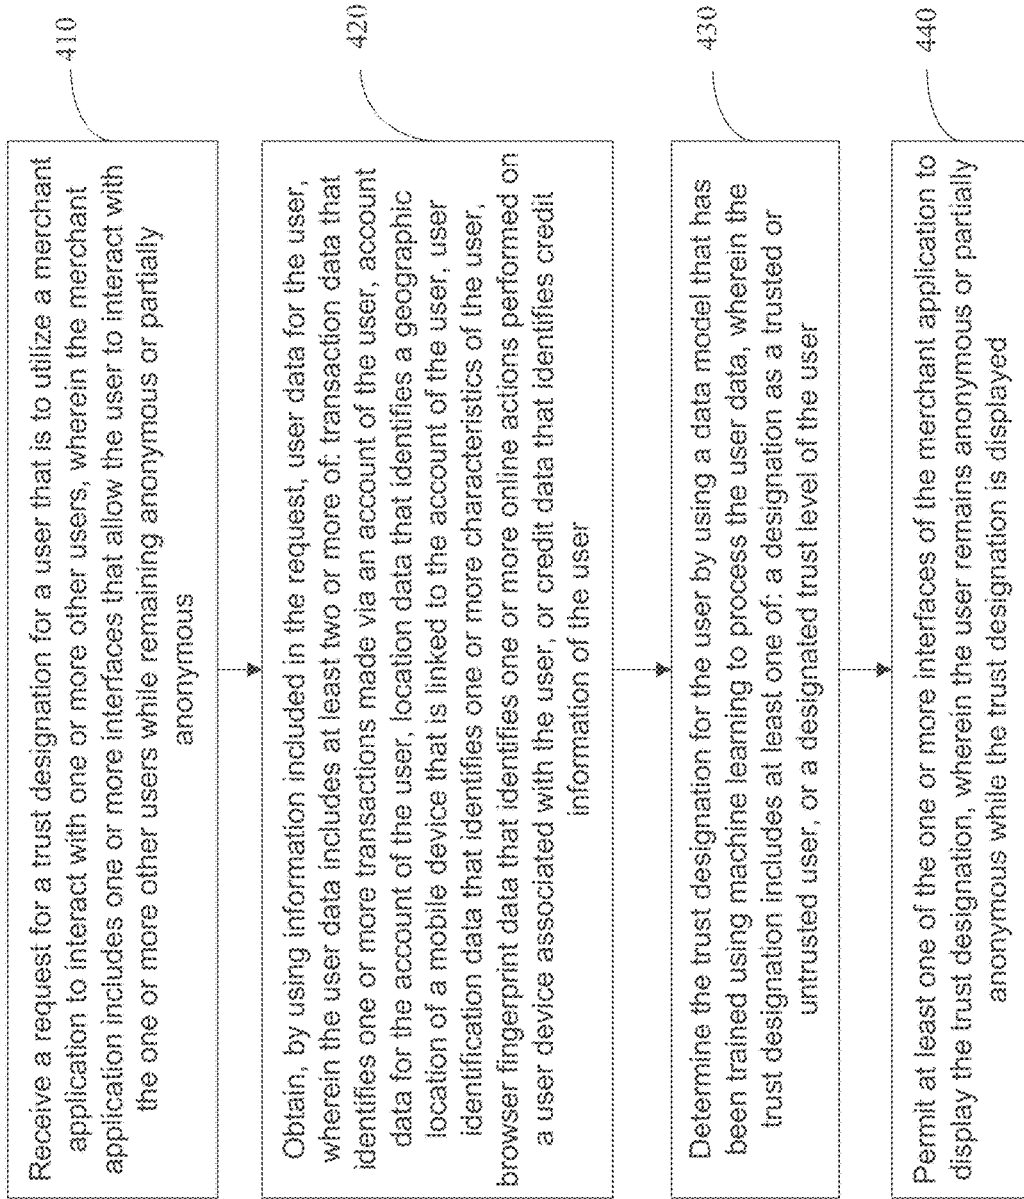 Receive a request for a trust designation for a user that is to utilize a merchant
application to interact with one or more other users, wherein the merchant
application includes one or more interfaces that allow the user to interact with
the one or more other users while remaining anonymous or partially
anonymous
410
Obtain, by using information included in the request, user data for the user,
wherein the user data includes at least two or more of: transaction data that
identifies one or more transactions made via an account of the user, account
data for the account of the user, location data that identifies a geographic
location of a mobile device that is linked to the account of the user, user
identification data that identifies one or more characteristics of the user,
browser fingerprint data that identifies one or more online actions performed on
a user device associated with the user, or credit data that identifies credit
information of the user
420
Determine the trust designation for the user by using a data model that has
been trained using machine learning to process the user data, wherein the
trust designation includes at least one of: a designation as a trusted or
untrusted user, or a designated trust level of the user
430
Permit at least one of the one or more interfaces of the merchant application to
display the trust designation, wherein the user remains anonymous or partially
anonymous while the trust designation is displayed
440